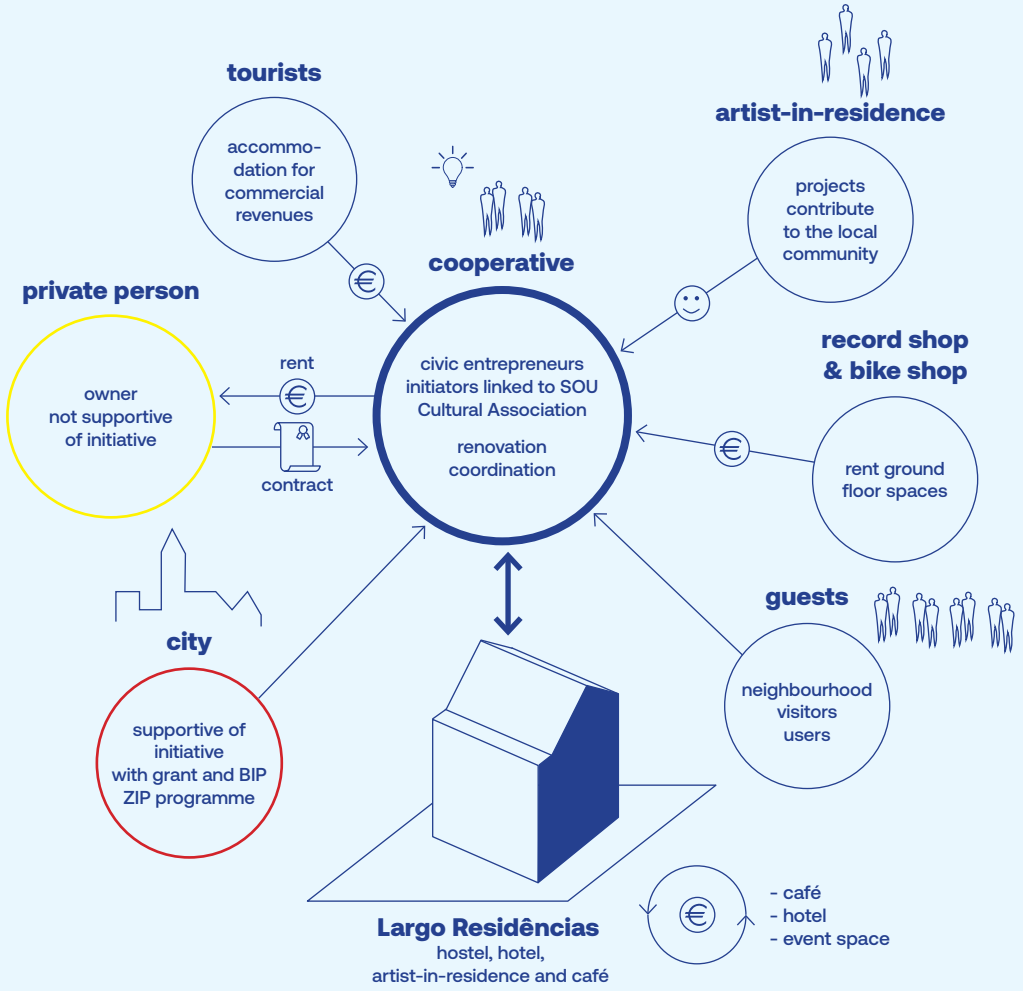 tourists
accommo-
dation for
commercial
revenues
artist-in-residence
projects
contribute
to the local
community
cooperative
civic entrepreneurs
initiators linked to SOU
Cultural Association
renovation
coordination
private person
owner
not supportive
of initiative
rent
€
contract
€
€
record shop
& bike shop
rent ground
floor spaces
guests
neighbourhood
visitors
users
city
supportive of
initiative
with grant and BIP
ZIP programme
Largo Residências
hostel, hotel,
artist-in-residence and café
€
- café
- hotel
- event space